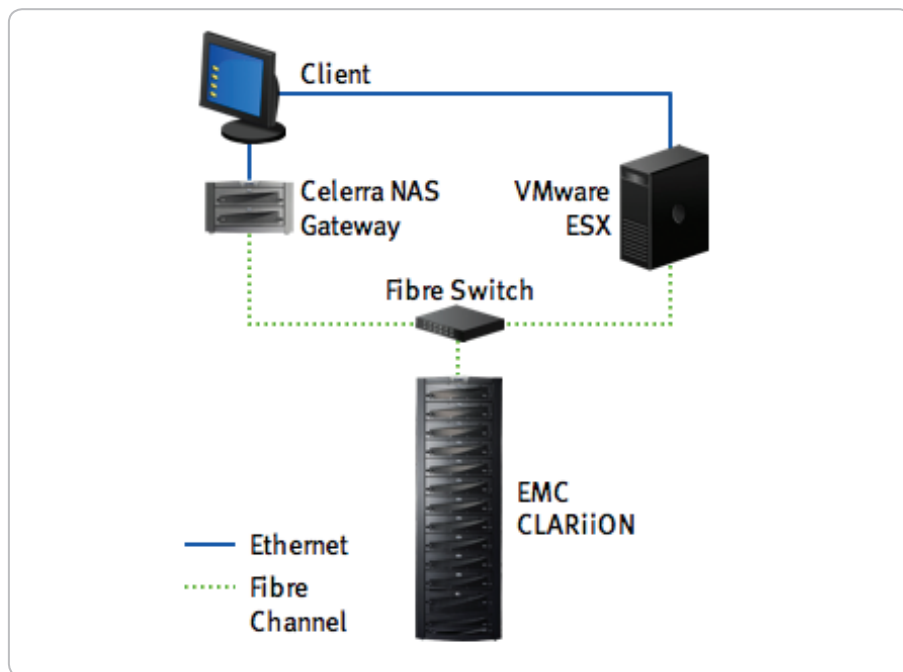 Client
Celerra NAS
Gateway
VMware
ESX
Fibre Switch
EMC
CLARiiON
Ethernet
Fibre
Channel